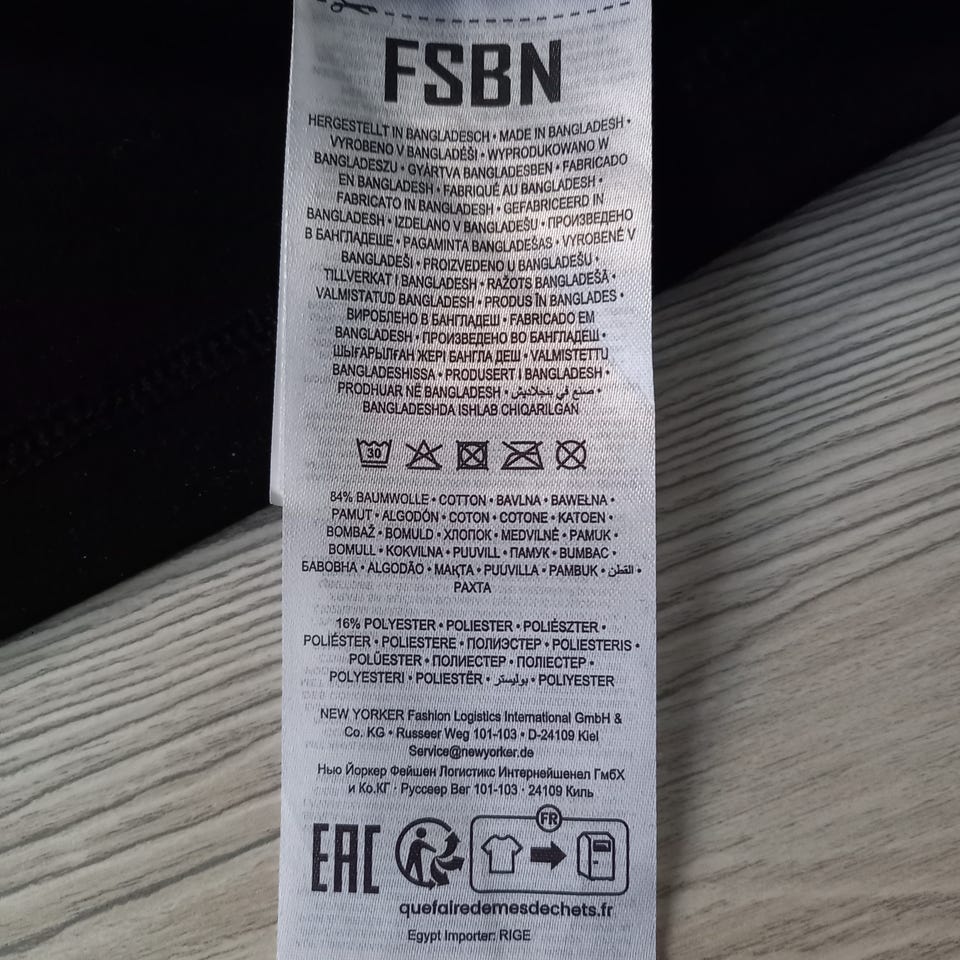 FSBN
HERGESTELLT IN BANGLADESCH • MADE IN BANGLADESH •
VYROBENO V BANGLADÉŠI • WYPRODUKOWANO W
BANGLADESZU • GYÁRTVA BANGLADESBEN • FABRICADO
EN BANGLADESH • FABRIQUÉ AU BANGLADESH •
FABRICATO IN BANGLADESH • GEFABRICEERD IN
BANGLADESH • IZDELANO V BANGLADEŠU • ПРОИЗВЕДЕНО
В БАНГЛАДЕШЕ • PAGAMINTA BANGLADEŠAS • VYROBENÉ V
BANGLADEŠI • PROIZVEDENO U BANGLADEŠU •
TILLVERKAT I BANGLADESH • RAŽOTS BANGLADEŠĀ •
VALMISTATUD BANGLADESH • PRODUS ÎN BANGLADES •
ВИРОБЛЕНО В БАНГЛАДЕШ • FABRICADO EM
BANGLADESH • ПРОИЗВЕДЕНО ВО БАНГЛАДЕШ •
ШЫҒАРЫЛҒАН ЖЕРІ БАНГЛА ДЕШ • VALMISTETTU
BANGLADESHISSA • PRODUSERT I BANGLADESH •
PRODHUAR NË BANGLADESH • صنع في بنجلاديش •
BANGLADESHDA ISHLAB CHIQARILGAN
30
84% BAUMWOLLE • COTTON • BAVLNA • BAWEŁNA •
PAMUT • ALGODÓN • COTON • COTONE • KATOEN •
BOMBAŽ • BOMULD • ХЛОПОК • MEDVILNĖ • PAMUK •
BOMULL • KOKVILNA • PUUVILL • ПАМУК • BUMBAC •
БАВОВНА • ALGODÃO • МАҚТА • PUUVILLA • PAMBUK • القطن •
PAXTA
16% POLYESTER • POLIESTER • POLIÉSZTER •
POLIÉSTER • POLIESTERE • ПОЛИЭСТЕР • POLIESTERIS •
POLÜESTER • ПОЛИЕСТЕР • ПОЛІЕСТЕР •
POLYESTERI • POLIESTËR • بوليستر • POLIYESTER
NEW YORKER Fashion Logistics International GmbH &
Co. KG • Russeer Weg 101-103 • D-24109 Kiel
Service@newyorker.de
Нью Йоркер Фейшен Логистикс Интернейшенел ГмбХ
и Ко.КГ · Руссеер Вег 101-103 · 24109 Киль
EAC
FR
quefairedemesdechets.fr
Egypt Importer: RIGE